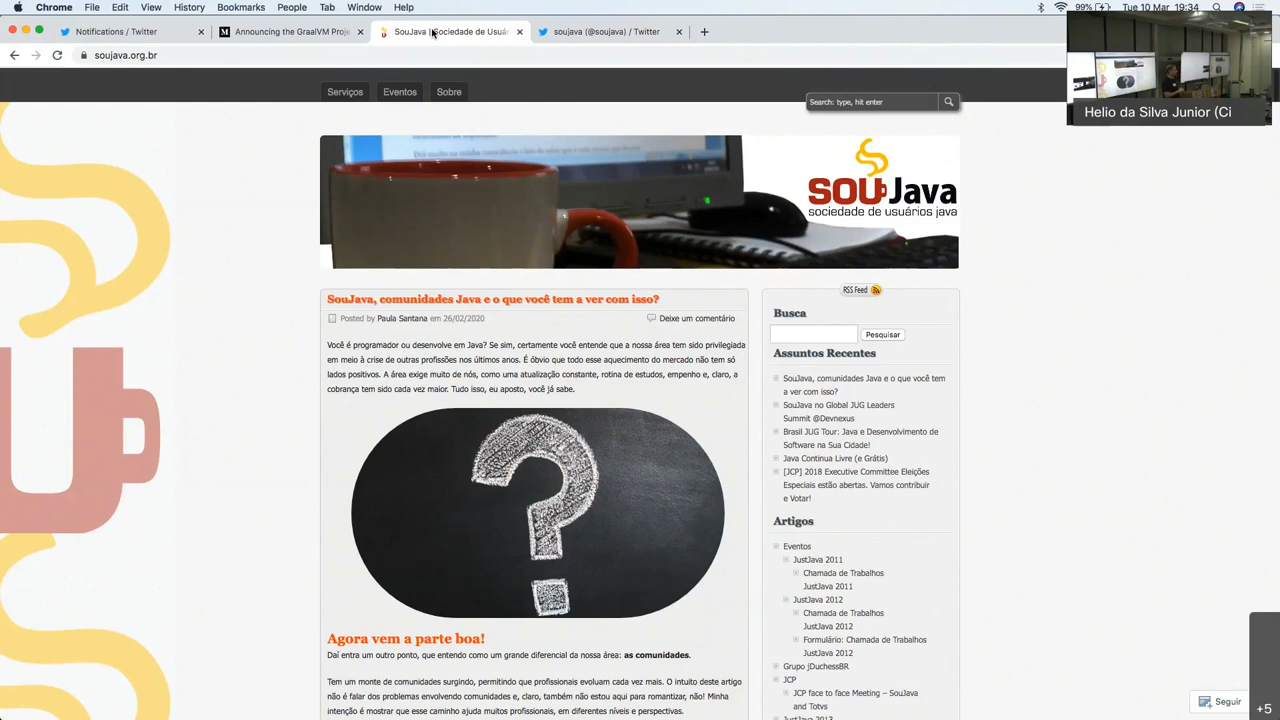 Chrome File Edit View History Bookmarks People Tab Window Help
99% Tue 10 Mar 19:34
Notifications / Twitter
Announcing the GraalVM Proje
SouJava | Sociedade de Usuár
soujava (@soujava) / Twitter
soujava.org.br
Serviços Eventos Sobre
Search: type, hit enter
Helio da Silva Junior (Ci
SOUJava
sociedade de usuários java
SouJava, comunidades Java e o que você tem a ver com isso?
Posted by Paula Santana em 26/02/2020
Deixe um comentário
Você é programador ou desenvolve em Java? Se sim, certamente você entende que a nossa área tem sido privilegiada
em meio à crise de outras profissões nos últimos anos. É óbvio que todo esse aquecimento do mercado não tem só
lados positivos. A área exige muito de nós, como uma atualização constante, rotina de estudos, empenho e, claro, a
cobrança tem sido cada vez maior. Tudo isso, eu aposto, você já sabe.
?
Agora vem a parte boa!
Daí entra um outro ponto, que entendo como um grande diferencial da nossa área: as comunidades.
Tem um monte de comunidades surgindo, permitindo que profissionais evoluam cada vez mais. O intuito deste artigo
não é falar dos problemas envolvendo comunidades e, claro, também não estou aqui para romantizar, não! Minha
intenção é mostrar que esse caminho ajuda muitos profissionais, em diferentes níveis e perspectivas.
RSS Feed
Busca
Pesquisar
Assuntos Recentes
SouJava, comunidades Java e o que você tem
a ver com isso?
SouJava no Global JUG Leaders
Summit @Devnexus
Brasil JUG Tour: Java e Desenvolvimento de
Software na Sua Cidade!
Java Continua Livre (e Grátis)
[JCP] 2018 Executive Committee Eleições
Especiais estão abertas. Vamos contribuir
e Votar!
Artigos
Eventos
JustJava 2011
Chamada de Trabalhos
JustJava 2011
JustJava 2012
Chamada de Trabalhos
JustJava 2012
Formulário: Chamada de Trabalhos
JustJava 2012
Grupo jDuchessBR
JCP
JCP face to face Meeting – SouJava
and Totvs
JustJava 2013
Seguir
+5